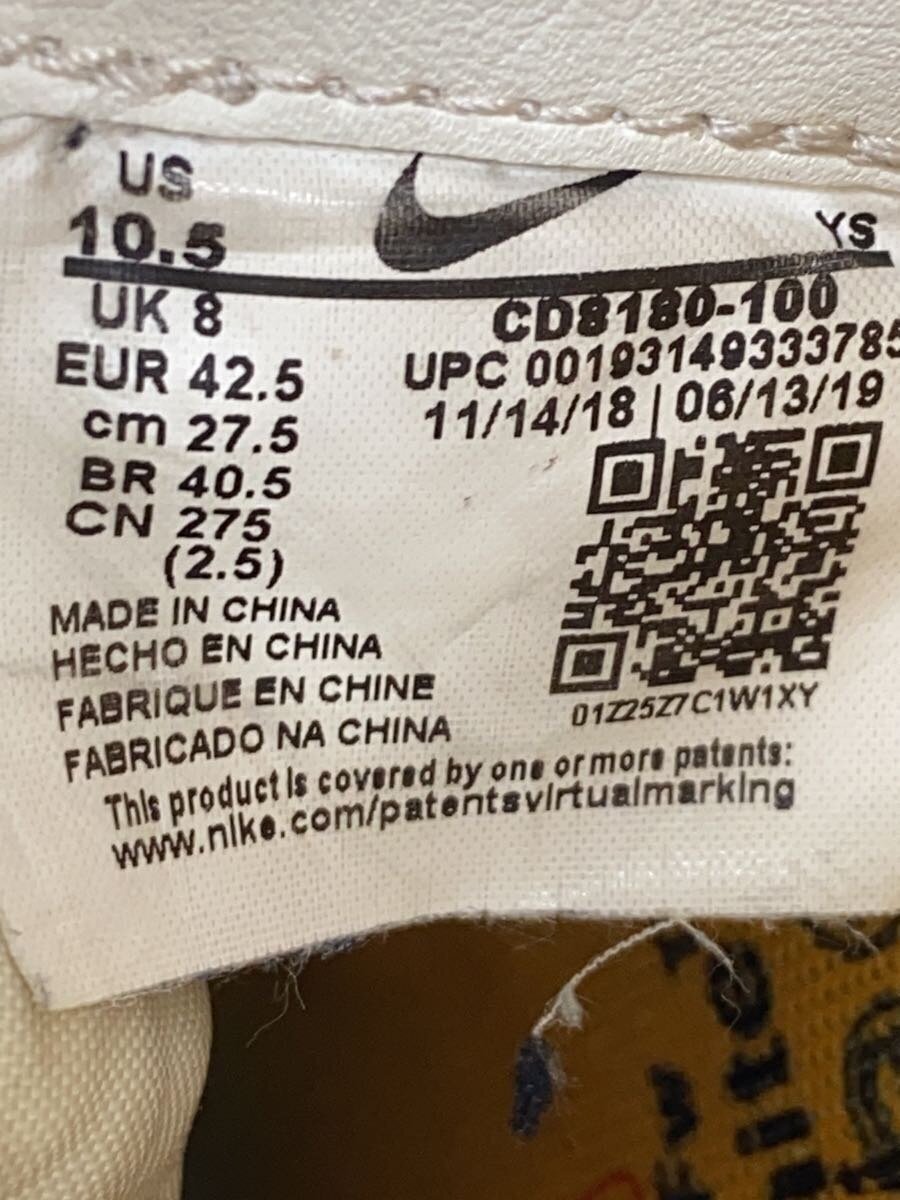 US
10.5
YS
UK 8
CD8180-100
EUR 42.5
UPC 00193149333785
cm 27.5
11/14/18 | 06/13/19
BR 40.5
CN 275
(2.5)
MADE IN CHINA
HECHO EN CHINA
FABRIQUE EN CHINE
FABRICADO NA CHINA
01Z25Z7C1W1XY
This product is covered by one or more patents:
www.nike.com/patentsvirtualmarking